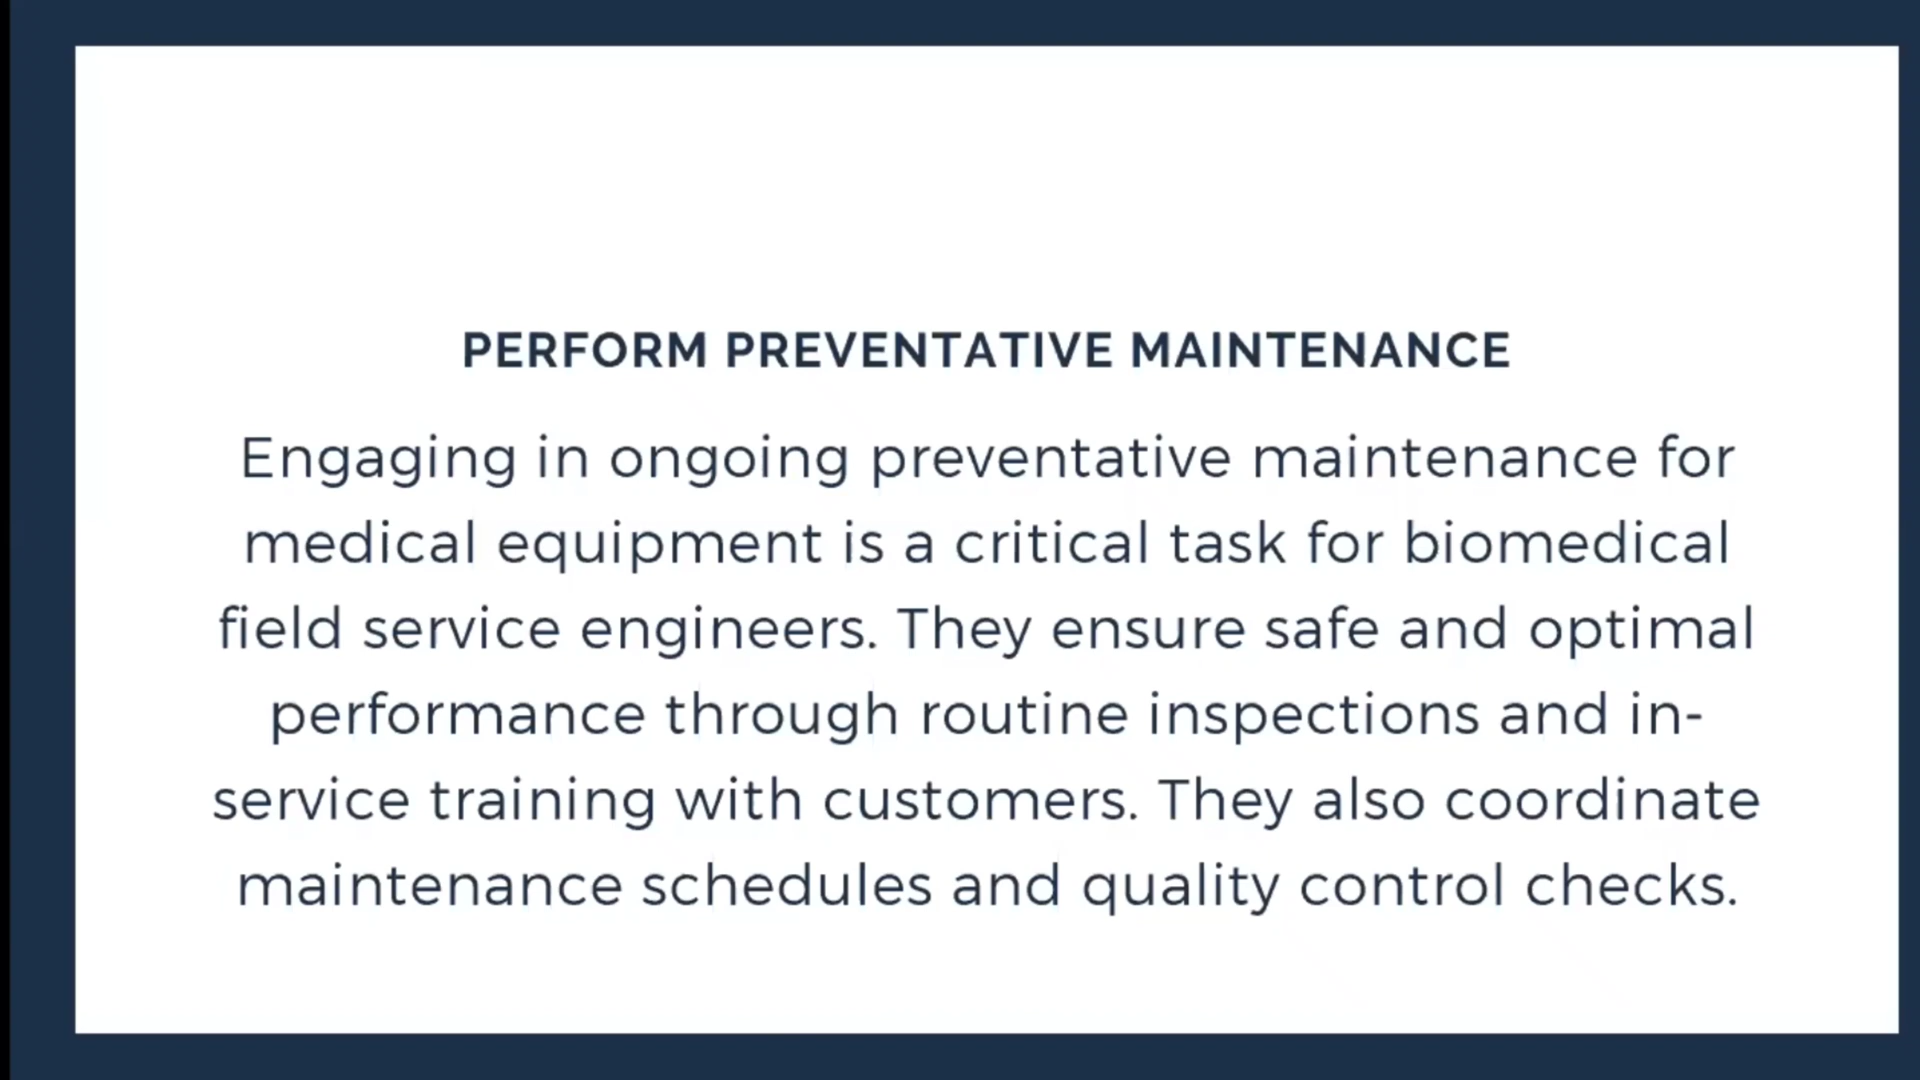 PERFORM PREVENTATIVE MAINTENANCE
Engaging in ongoing preventative maintenance for
medical equipment is a critical task for biomedical
field service engineers. They ensure safe and optimal
performance through routine inspections and in-
service training with customers. They also coordinate
maintenance schedules and quality control checks.